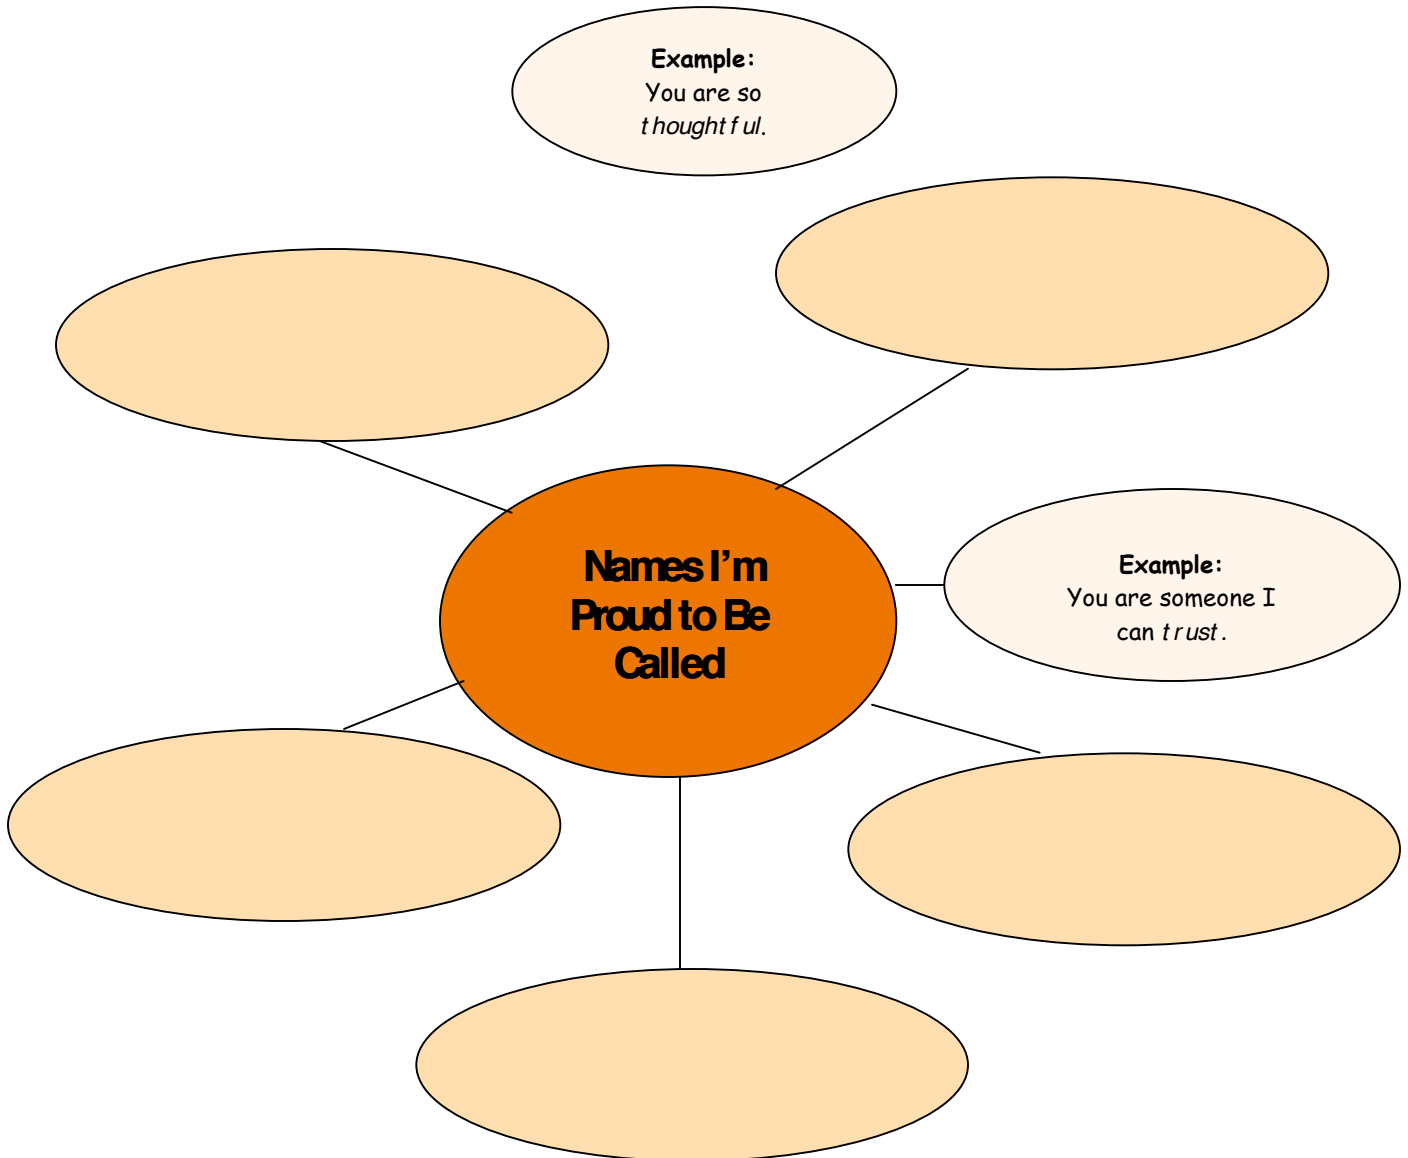 Example:
You are so
thoughtful.
Names I'm
Proud to Be
Called
Example:
You are someone I
can trust.